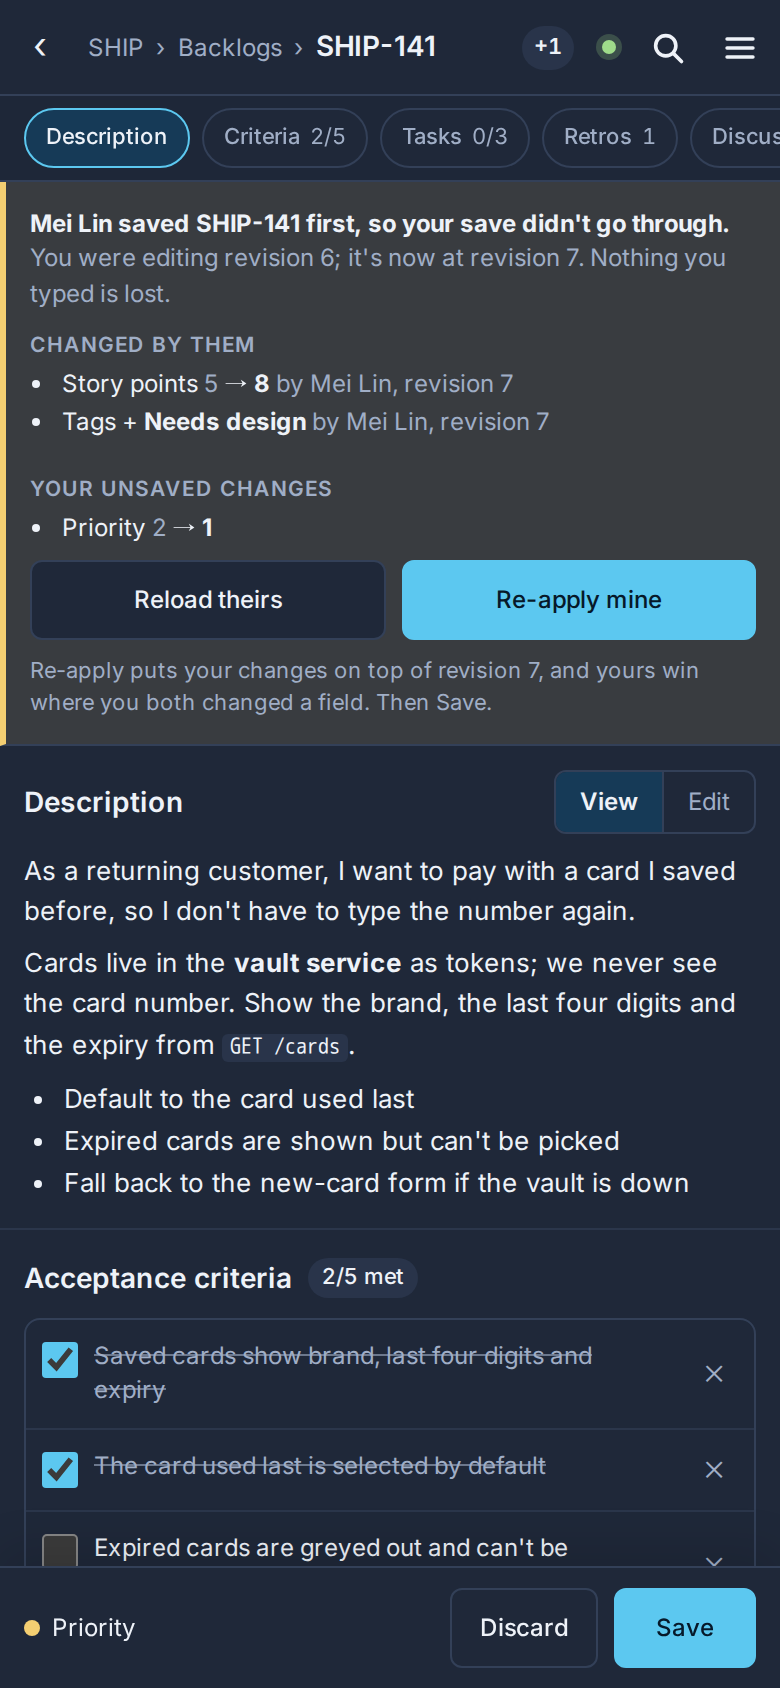 ‹ SHIP › Backlogs › SHIP-141 +1
Description Criteria 2/5 Tasks 0/3 Retros 1 Discus
Mei Lin saved SHIP-141 first, so your save didn't go through.
You were editing revision 6; it's now at revision 7. Nothing you
typed is lost.
CHANGED BY THEM
• Story points 5 → 8 by Mei Lin, revision 7
• Tags + Needs design by Mei Lin, revision 7
YOUR UNSAVED CHANGES
• Priority 2 → 1
Reload theirs Re-apply mine
Re-apply puts your changes on top of revision 7, and yours win
where you both changed a field. Then Save.
Description View Edit
As a returning customer, I want to pay with a card I saved
before, so I don't have to type the number again.
Cards live in the vault service as tokens; we never see
the card number. Show the brand, the last four digits and
the expiry from GET /cards.
• Default to the card used last
• Expired cards are shown but can't be picked
• Fall back to the new-card form if the vault is down
Acceptance criteria 2/5 met
Saved cards show brand, last four digits and
expiry
The card used last is selected by default
Expired cards are greyed out and can't be
Priority Discard Save